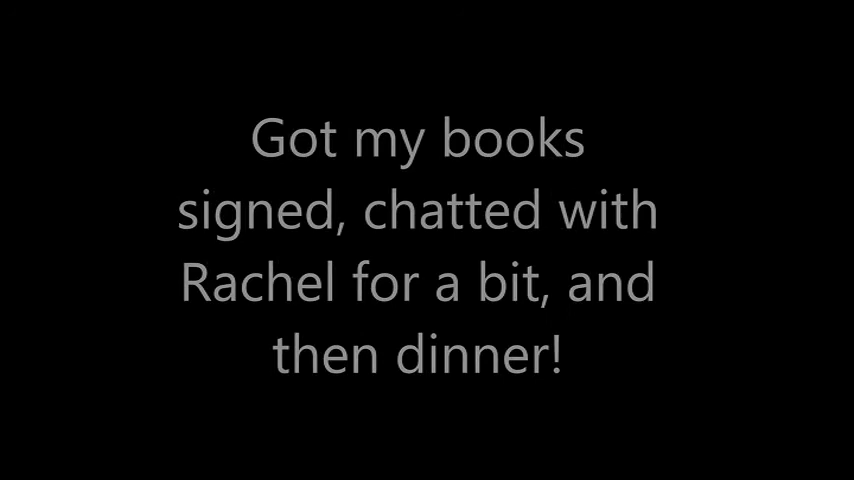 Got my books
signed, chatted with
Rachel for a bit, and
then dinner!